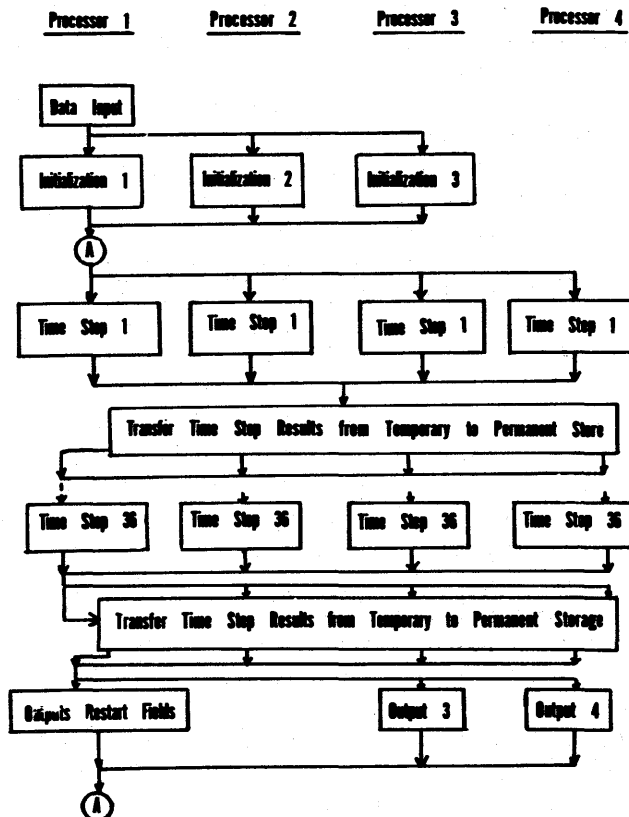 Processor 1 Processor 2 Processor 3 Processor 4
Data Input
Initialization 1 Initialization 2 Initialization 3
A
Time Step 1 Time Step 1 Time Step 1 Time Step 1
Transfer Time Step Results from Temporary to Permanent Store
Time Step 36 Time Step 36 Time Step 36 Time Step 36
Transfer Time Step Results from Temporary to Permanent Storage
Outputs Restart Fields Output 3 Output 4
A